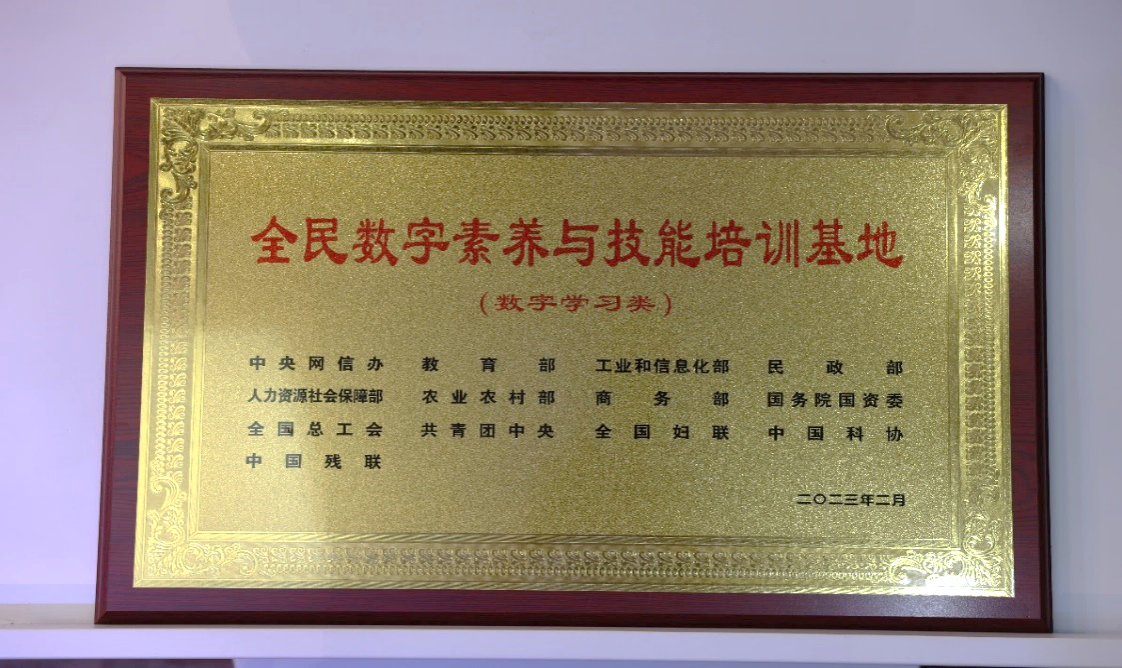 全民数字素养与技能培训基地
（数字学习类）
中央网信办 教育部 工业和信息化部 民政部
人力资源社会保障部 农业农村部 商务部 国务院国资委
全国总工会 共青团中央 全国妇联 中国科协
中国残联
二〇二三年二月